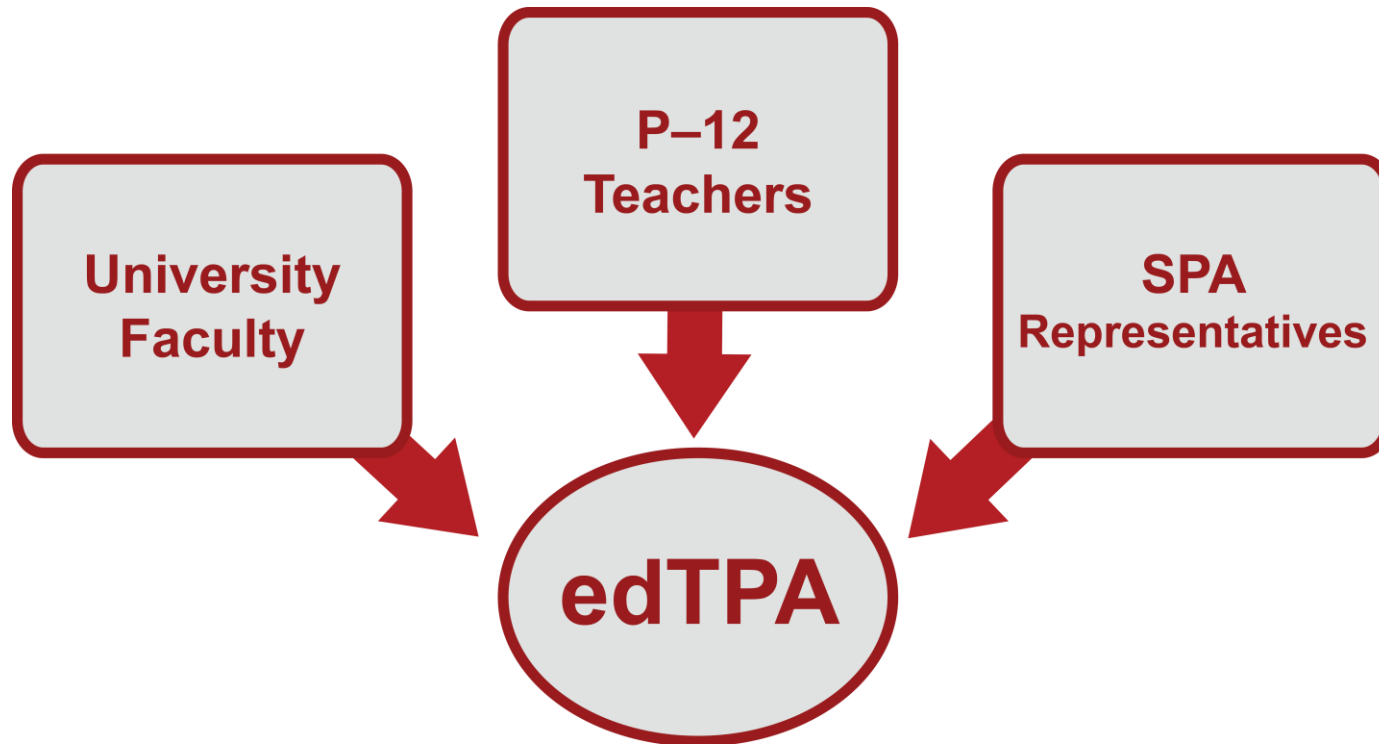 University
Faculty
P–12
Teachers
SPA
Representatives
edTPA